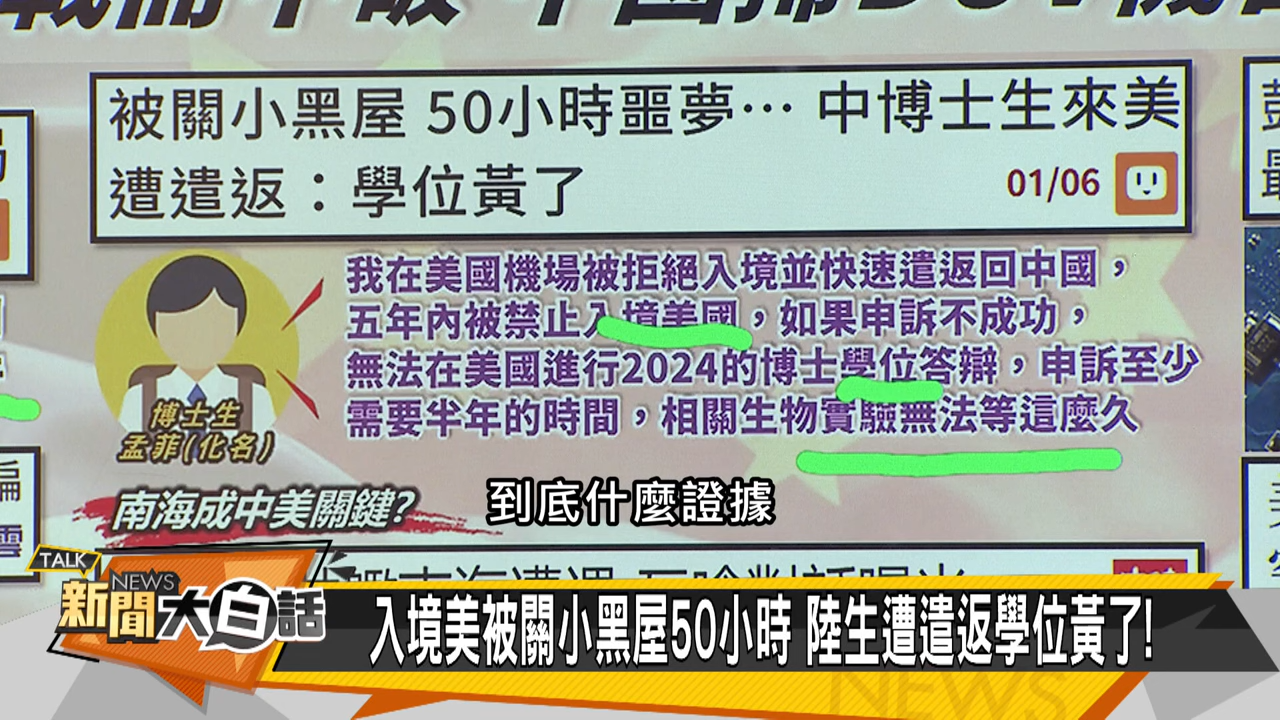 被關小黑屋 50小時噩夢… 中博士生來美
遭遣返：學位黃了
01/06
我在美國機場被拒絕入境並快速遣返回中國，
五年內被禁止入境美國，如果申訴不成功，
無法在美國進行2024的博士學位答辯，申訴至少
需要半年的時間，相關生物實驗無法等這麼久
博士生
孟菲(化名)
南海成中美關鍵?
到底什麼證據
TALK
NEWS
新聞大白話
入境美被關小黑屋50小時 陸生遭遣返學位黃了!
NEWS